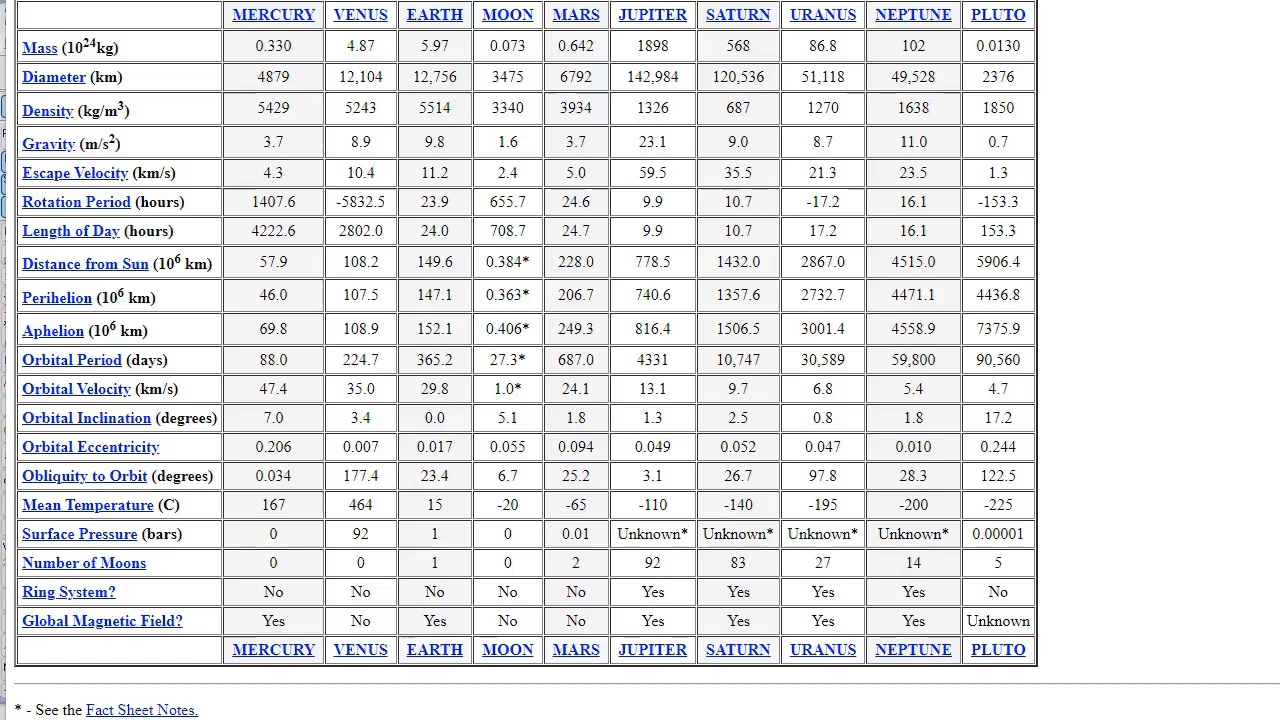 MERCURY VENUS EARTH MOON MARS JUPITER SATURN URANUS NEPTUNE PLUTO
Mass (10²⁴kg) 0.330 4.87 5.97 0.073 0.642 1898 568 86.8 102 0.0130
Diameter (km) 4879 12,104 12,756 3475 6792 142,984 120,536 51,118 49,528 2376
Density (kg/m³) 5429 5243 5514 3340 3934 1326 687 1270 1638 1850
Gravity (m/s²) 3.7 8.9 9.8 1.6 3.7 23.1 9.0 8.7 11.0 0.7
Escape Velocity (km/s) 4.3 10.4 11.2 2.4 5.0 59.5 35.5 21.3 23.5 1.3
Rotation Period (hours) 1407.6 -5832.5 23.9 655.7 24.6 9.9 10.7 -17.2 16.1 -153.3
Length of Day (hours) 4222.6 2802.0 24.0 708.7 24.7 9.9 10.7 17.2 16.1 153.3
Distance from Sun (10⁶ km) 57.9 108.2 149.6 0.384* 228.0 778.5 1432.0 2867.0 4515.0 5906.4
Perihelion (10⁶ km) 46.0 107.5 147.1 0.363* 206.7 740.6 1357.6 2732.7 4471.1 4436.8
Aphelion (10⁶ km) 69.8 108.9 152.1 0.406* 249.3 816.4 1506.5 3001.4 4558.9 7375.9
Orbital Period (days) 88.0 224.7 365.2 27.3* 687.0 4331 10,747 30,589 59,800 90,560
Orbital Velocity (km/s) 47.4 35.0 29.8 1.0* 24.1 13.1 9.7 6.8 5.4 4.7
Orbital Inclination (degrees) 7.0 3.4 0.0 5.1 1.8 1.3 2.5 0.8 1.8 17.2
Orbital Eccentricity 0.206 0.007 0.017 0.055 0.094 0.049 0.052 0.047 0.010 0.244
Obliquity to Orbit (degrees) 0.034 177.4 23.4 6.7 25.2 3.1 26.7 97.8 28.3 122.5
Mean Temperature (C) 167 464 15 -20 -65 -110 -140 -195 -200 -225
Surface Pressure (bars) 0 92 1 0 0.01 Unknown* Unknown* Unknown* Unknown* 0.00001
Number of Moons 0 0 1 0 2 92 83 27 14 5
Ring System? No No No No No Yes Yes Yes Yes No
Global Magnetic Field? Yes No Yes No No Yes Yes Yes Yes Unknown
MERCURY VENUS EARTH MOON MARS JUPITER SATURN URANUS NEPTUNE PLUTO
* - See the Fact Sheet Notes.